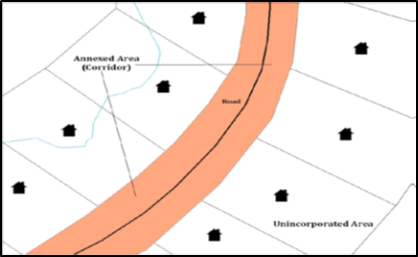 Annexed Area
(Corridor)
Road
Unincorporated Area